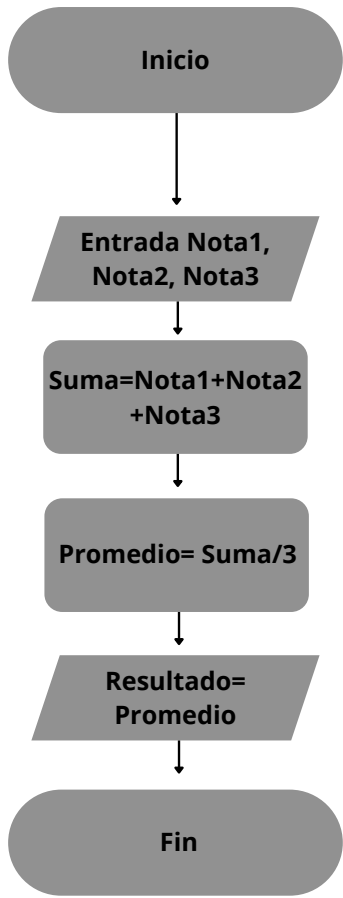 Inicio
Entrada Nota1,
Nota2, Nota3
Suma=Nota1+Nota2
+Nota3
Promedio= Suma/3
Resultado=
Promedio
Fin